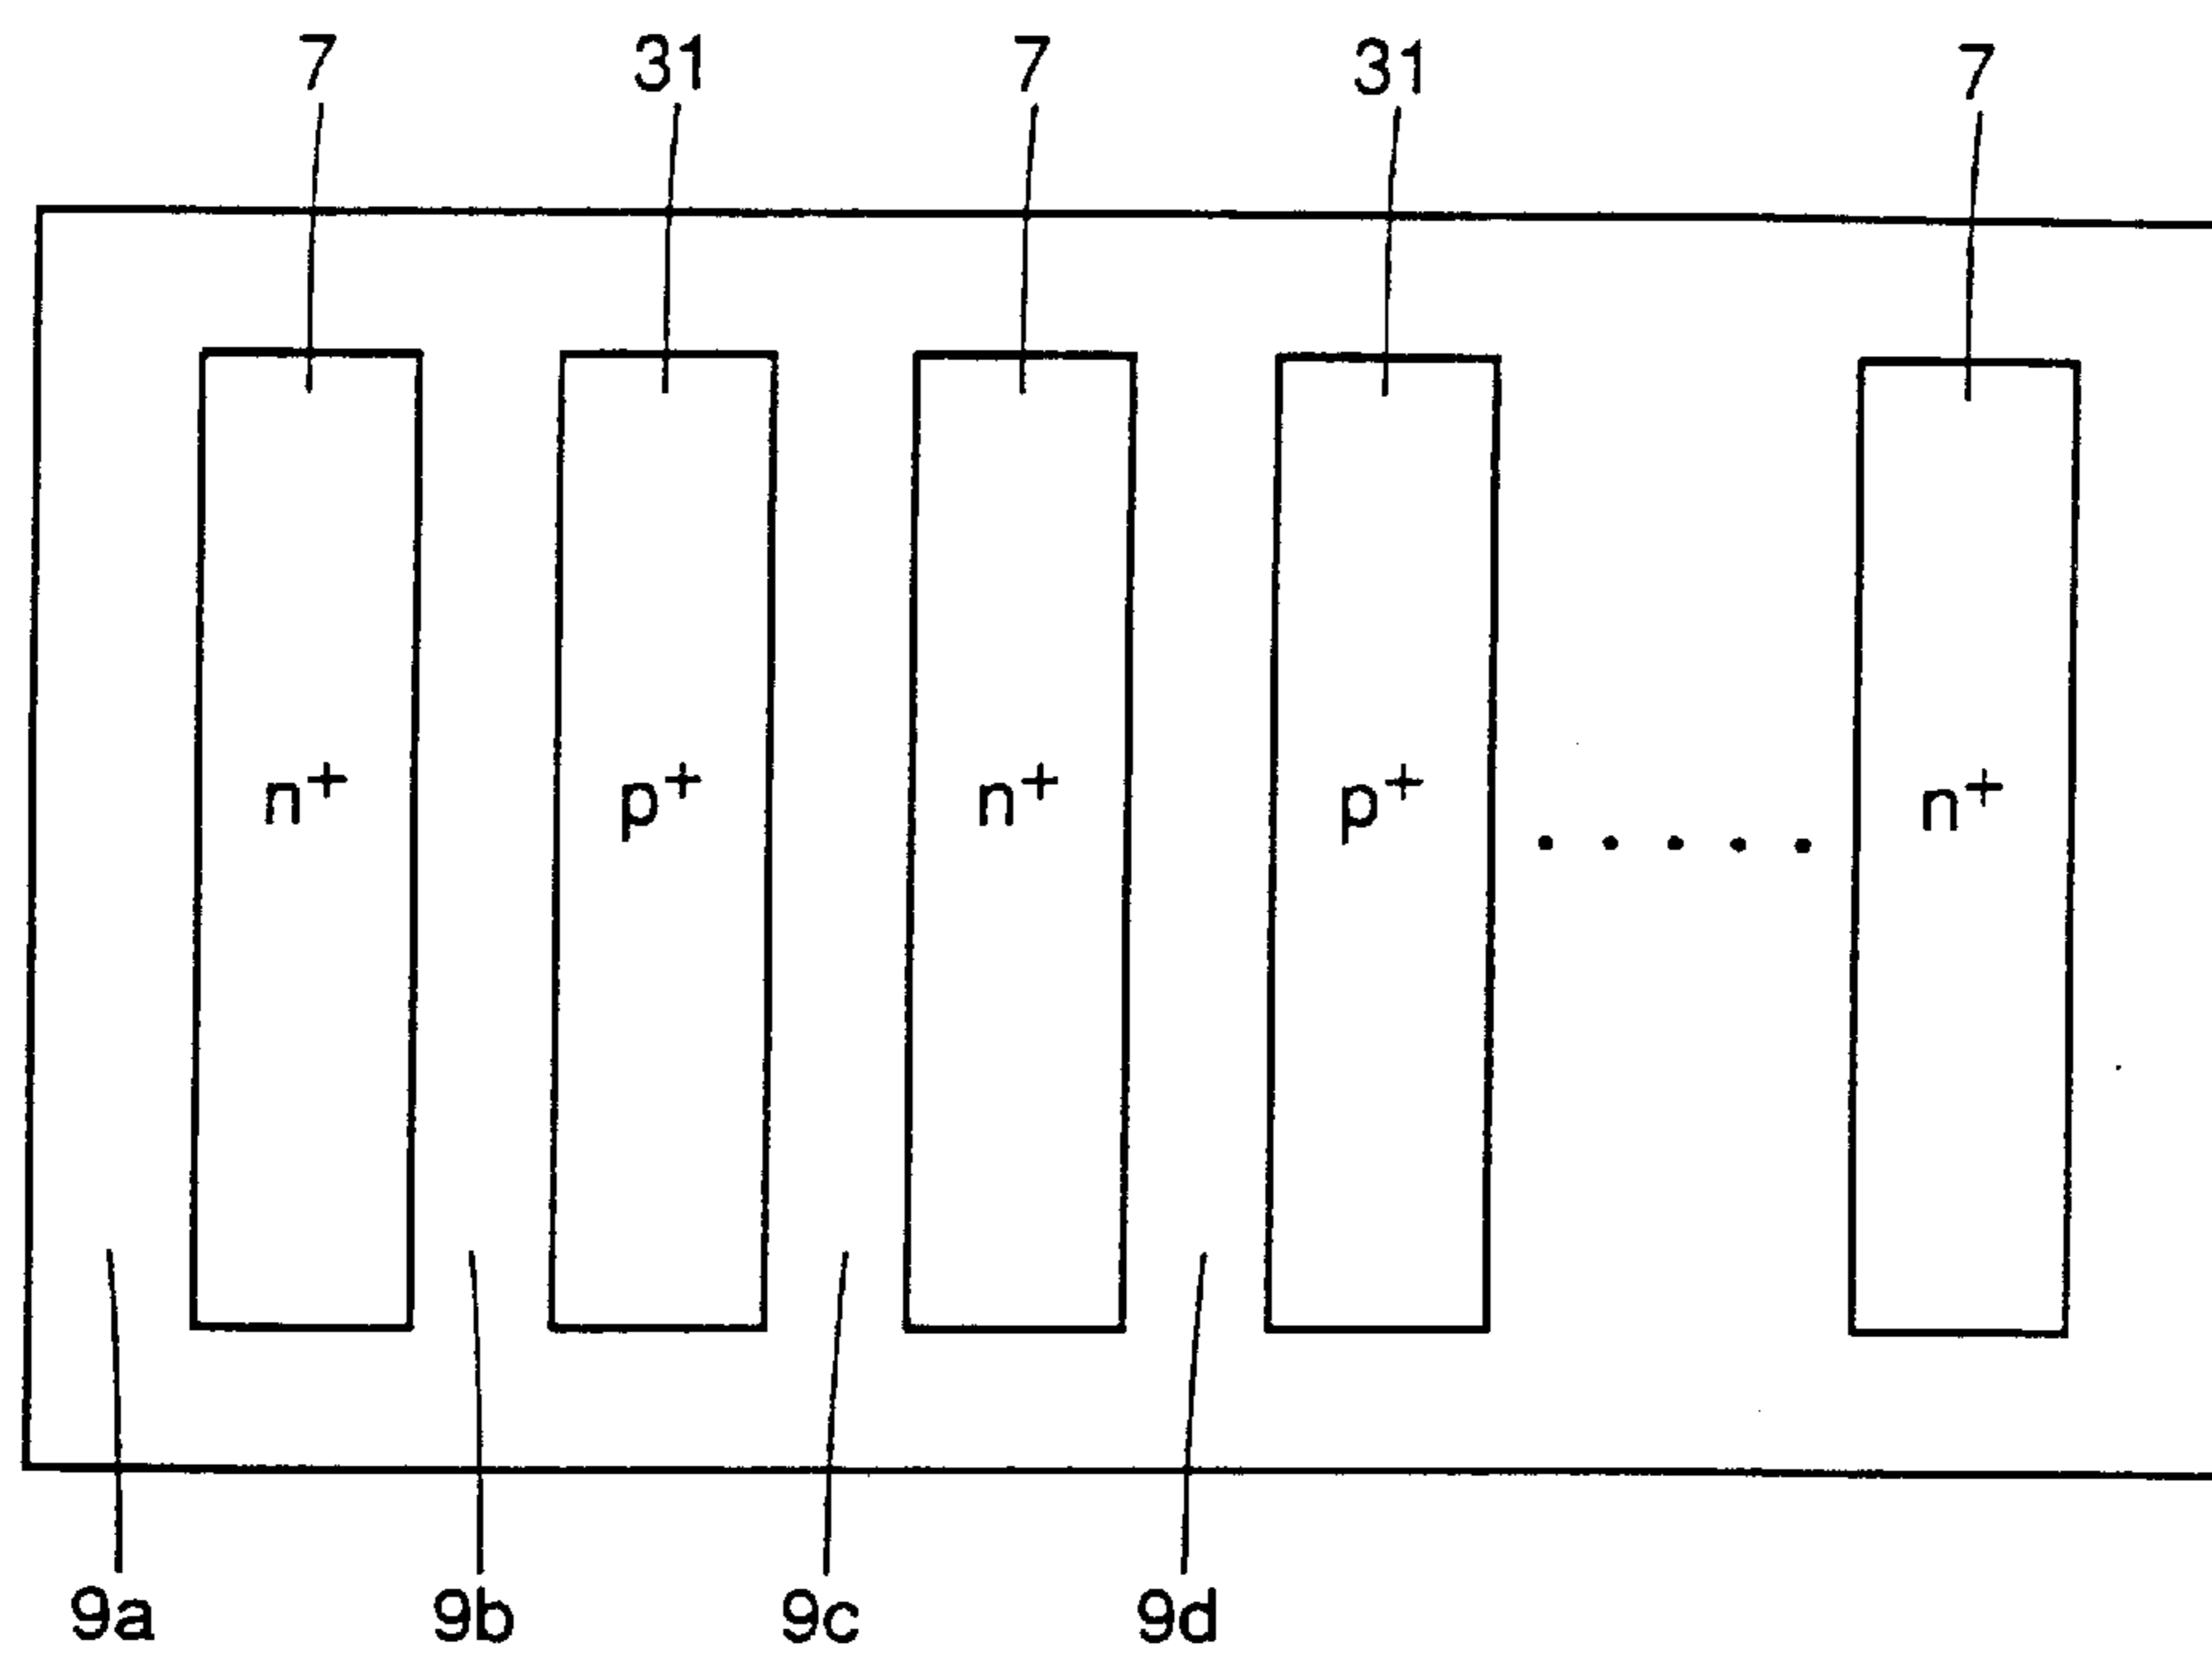 7 31 7 31 7
n⁺ p⁺ n⁺ p⁺ ..... n⁺
9a 9b 9c 9d